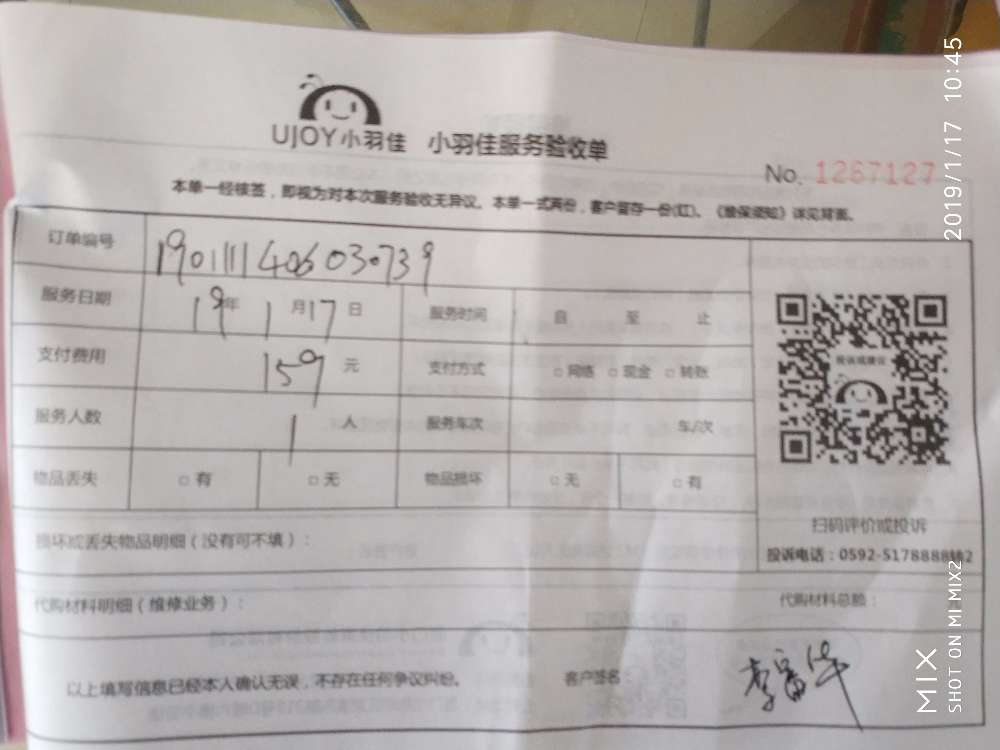 UJOY小羽佳 小羽佳服务验收单
No. 1267127
本单一经核签，即视为对本次服务验收无异议。本单一式两份，客户留存一份(红)、《维保须知》详见背面。
订单编号 190111140603073 9
服务日期 19年 1月17日 服务时间 自 至 止
支付费用 159 元 支付方式 □ 网络 □ 现金 □ 转账
服务人数 1 人 服务车次 车/次
物品丢失 □ 有 □ 无 物品损坏 □ 无 □ 有
投诉或建议
扫码评价或投诉
投诉电话：0592-5178888转2
损坏或丢失物品明细（没有可不填）：
代购材料明细（维修业务）： 代购材料总额：
以上填写信息已经本人确认无误，不存在任何争议纠纷。 客户签名：
2019/1/17 10:45
MIX
SHOT ON MI MIX2